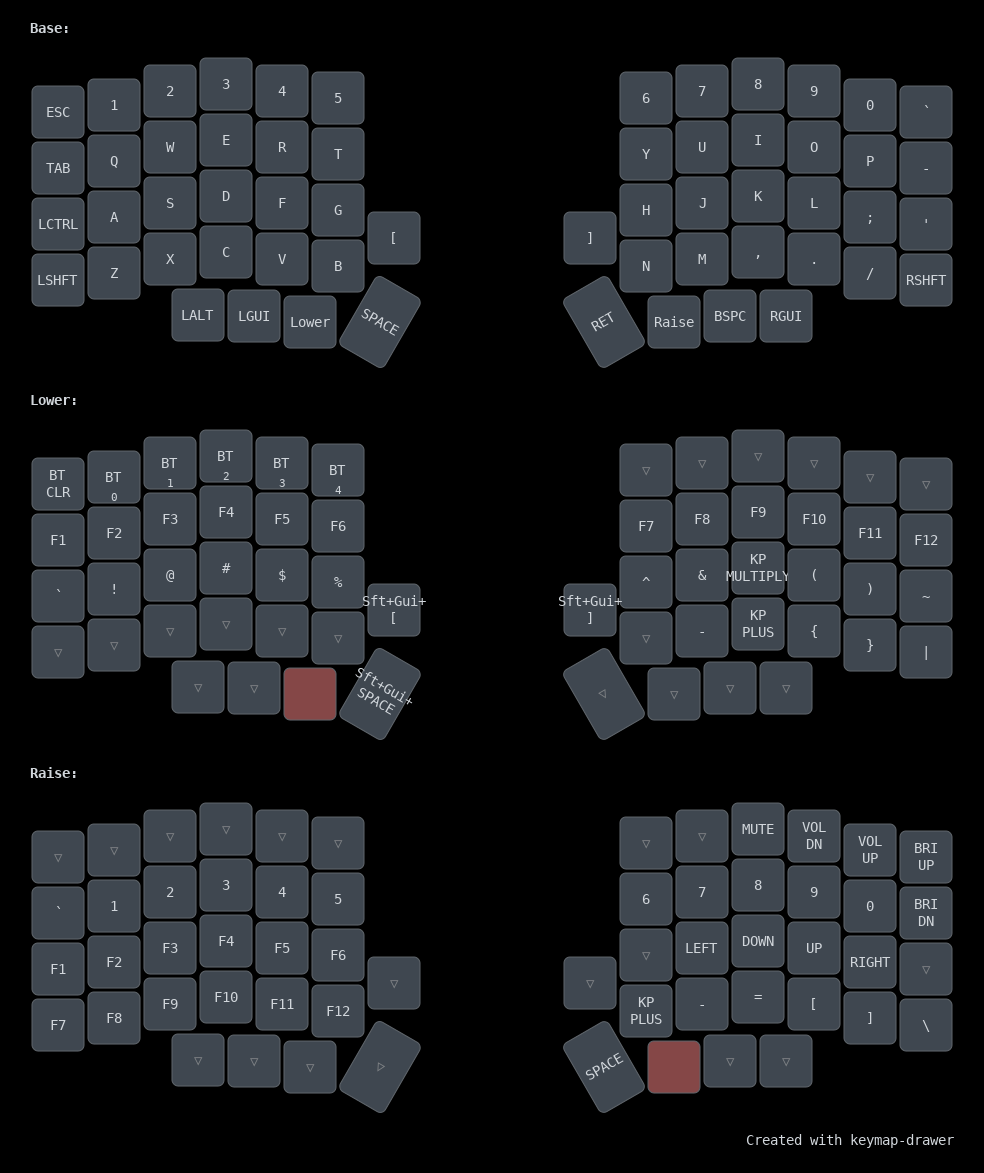 Base:
ESC 1 2 3 4 5 6 7 8 9 0 `
TAB Q W E R T Y U I O P -
LCTRL A S D F G H J K L ; '
LSHFT Z X C V B [ ] N M , . / RSHFT
LALT LGUI Lower SPACE RET Raise BSPC RGUI
Lower:
BT CLR BT 0 BT 1 BT 2 BT 3 BT 4 ▽ ▽ ▽ ▽ ▽ ▽
F1 F2 F3 F4 F5 F6 F7 F8 F9 F10 F11 F12
` ! @ # $ % ^ & KP MULTIPLY ( ) ~
▽ ▽ ▽ ▽ ▽ ▽ Sft+Gui+ [ Sft+Gui+ ] ▽ - KP PLUS { } |
▽ ▽ Sft+Gui+ SPACE ◁ ▽ ▽ ▽
Raise:
▽ ▽ ▽ ▽ ▽ ▽ ▽ ▽ MUTE VOL DN VOL UP BRI UP
` 1 2 3 4 5 6 7 8 9 0 BRI DN
F1 F2 F3 F4 F5 F6 ▽ LEFT DOWN UP RIGHT ▽
F7 F8 F9 F10 F11 F12 ▽ ▽ KP PLUS - = [ ] \
▽ ▽ ▽ ▷ SPACE ▽ ▽
Created with keymap-drawer